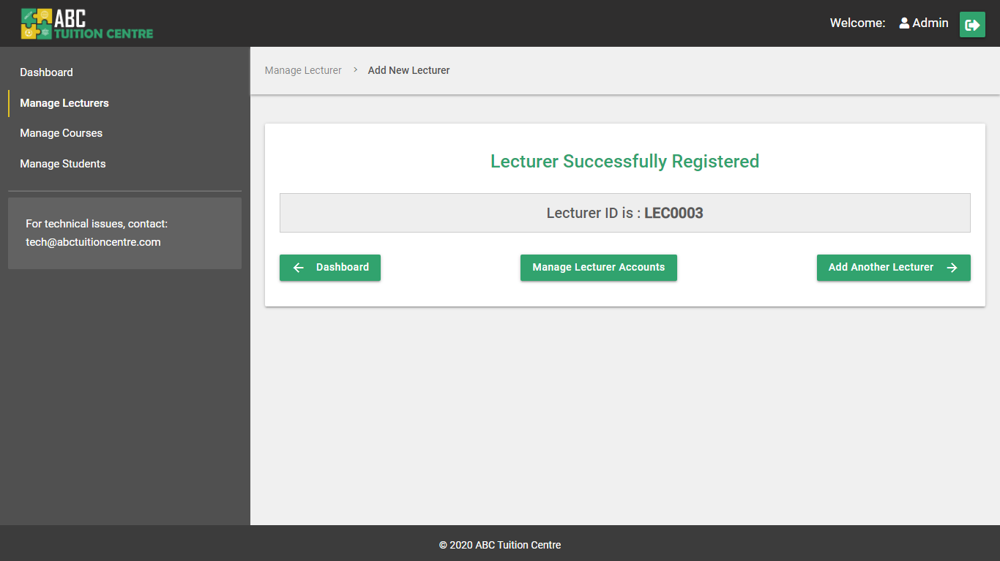 ABC
TUITION CENTRE
Welcome: Admin
Dashboard
Manage Lecturers
Manage Courses
Manage Students
For technical issues, contact:
tech@abctuitioncentre.com
Manage Lecturer > Add New Lecturer
Lecturer Successfully Registered
Lecturer ID is : LEC0003
Dashboard
Manage Lecturer Accounts
Add Another Lecturer
© 2020 ABC Tuition Centre